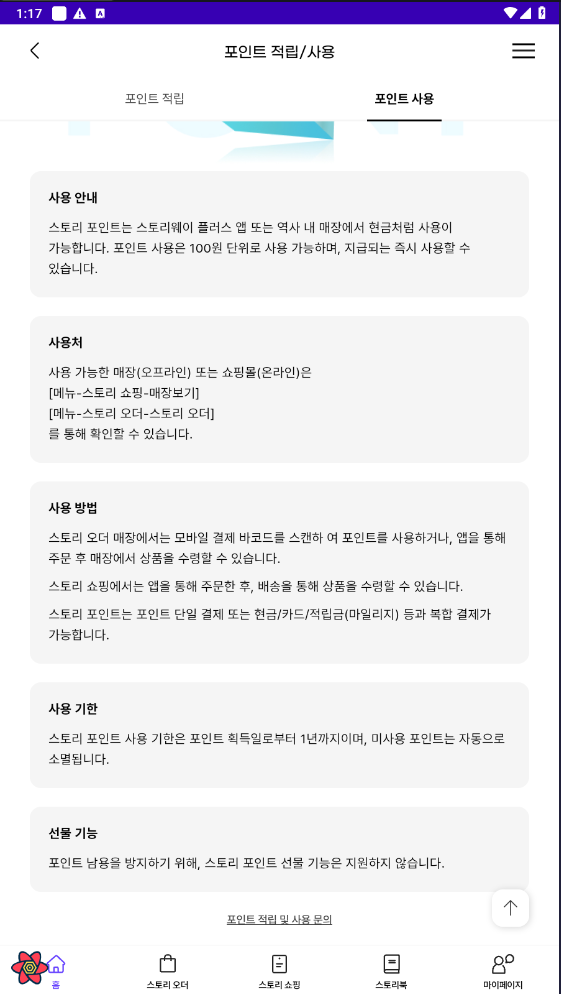 1:17
포인트 적립/사용
포인트 적립
포인트 사용
사용 안내
스토리 포인트는 스토리웨이 플러스 앱 또는 역사 내 매장에서 현금처럼 사용이
가능합니다. 포인트 사용은 100원 단위로 사용 가능하며, 지급되는 즉시 사용할 수
있습니다.
사용처
사용 가능한 매장(오프라인) 또는 쇼핑몰(온라인)은
[메뉴-스토리 쇼핑-매장보기]
[메뉴-스토리 오더-스토리 오더]
를 통해 확인할 수 있습니다.
사용 방법
스토리 오더 매장에서는 모바일 결제 바코드를 스캔하 여 포인트를 사용하거나, 앱을 통해
주문 후 매장에서 상품을 수령할 수 있습니다.
스토리 쇼핑에서는 앱을 통해 주문한 후, 배송을 통해 상품을 수령할 수 있습니다.
스토리 포인트는 포인트 단일 결제 또는 현금/카드/적립금(마일리지) 등과 복합 결제가
가능합니다.
사용 기한
스토리 포인트 사용 기한은 포인트 획득일로부터 1년까지이며, 미사용 포인트는 자동으로
소멸됩니다.
선물 기능
포인트 남용을 방지하기 위해, 스토리 포인트 선물 기능은 지원하지 않습니다.
포인트 적립 및 사용 문의
홈
스토리 오더
스토리 쇼핑
스토리북
마이페이지